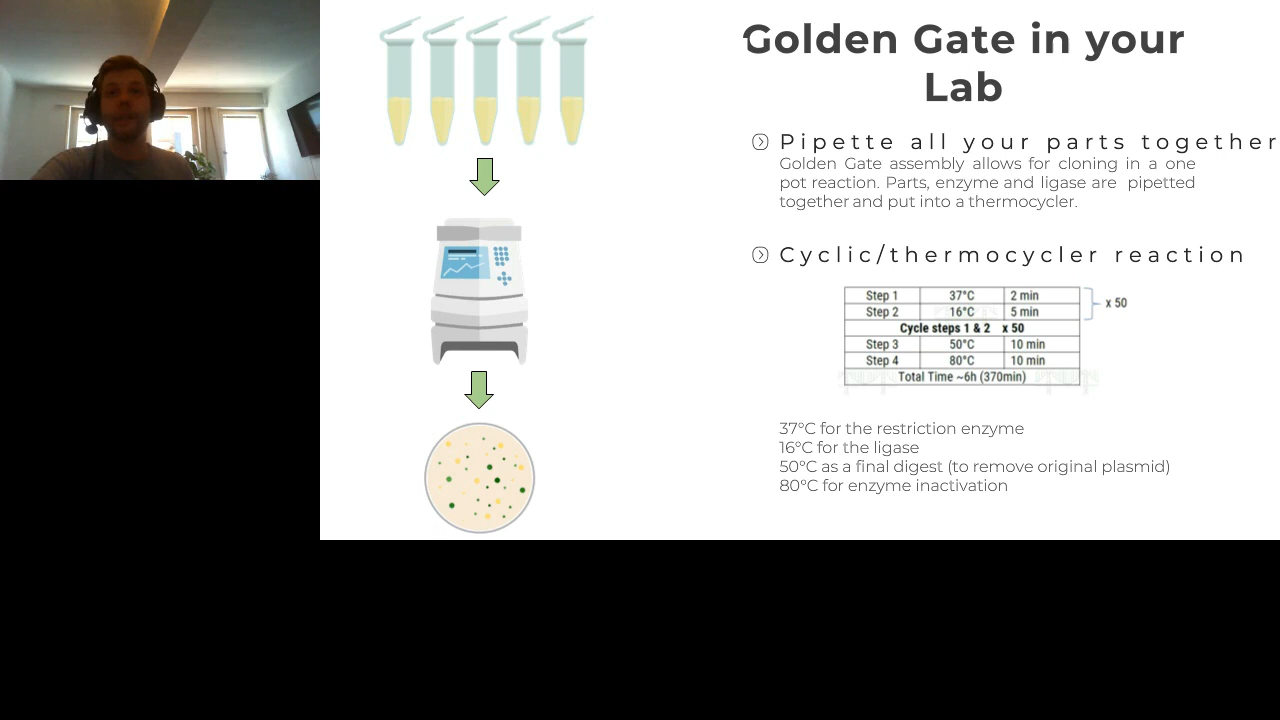 Golden Gate in your
Lab
Pipette all your parts together
Golden Gate assembly allows for cloning in a one
pot reaction. Parts, enzyme and ligase are pipetted
together and put into a thermocycler.
Cyclic/thermocycler reaction
Step 1 37°C 2 min
Step 2 16°C 5 min
x 50
Cycle steps 1 & 2 x 50
Step 3 50°C 10 min
Step 4 80°C 10 min
Total Time ~6h (370min)
37°C for the restriction enzyme
16°C for the ligase
50°C as a final digest (to remove original plasmid)
80°C for enzyme inactivation